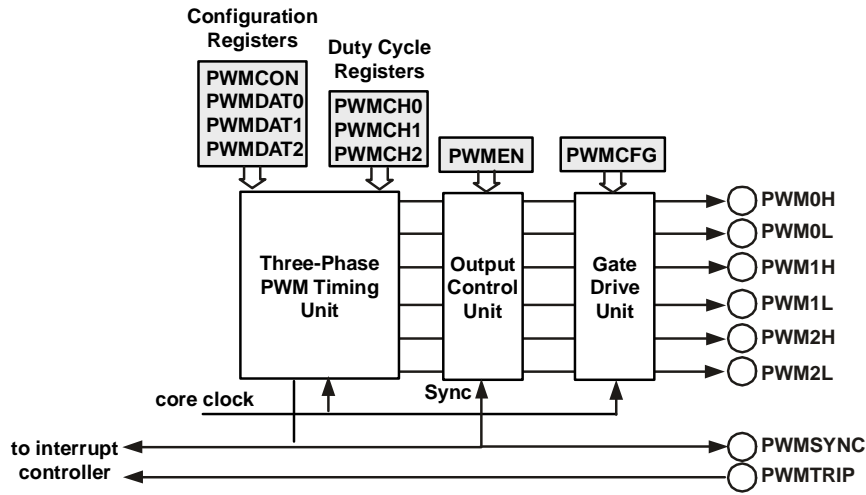 Configuration
Registers
Duty Cycle
Registers
PWMCON
PWMDAT0
PWMDAT1
PWMDAT2
PWMCH0
PWMCH1
PWMCH2
PWMEN
PWMCFG
Three-Phase
PWM Timing
Unit
Output
Control
Unit
Gate
Drive
Unit
PWM0H
PWM0L
PWM1H
PWM1L
PWM2H
PWM2L
core clock
Sync
to interrupt
controller
PWMSYNC
PWMTRIP